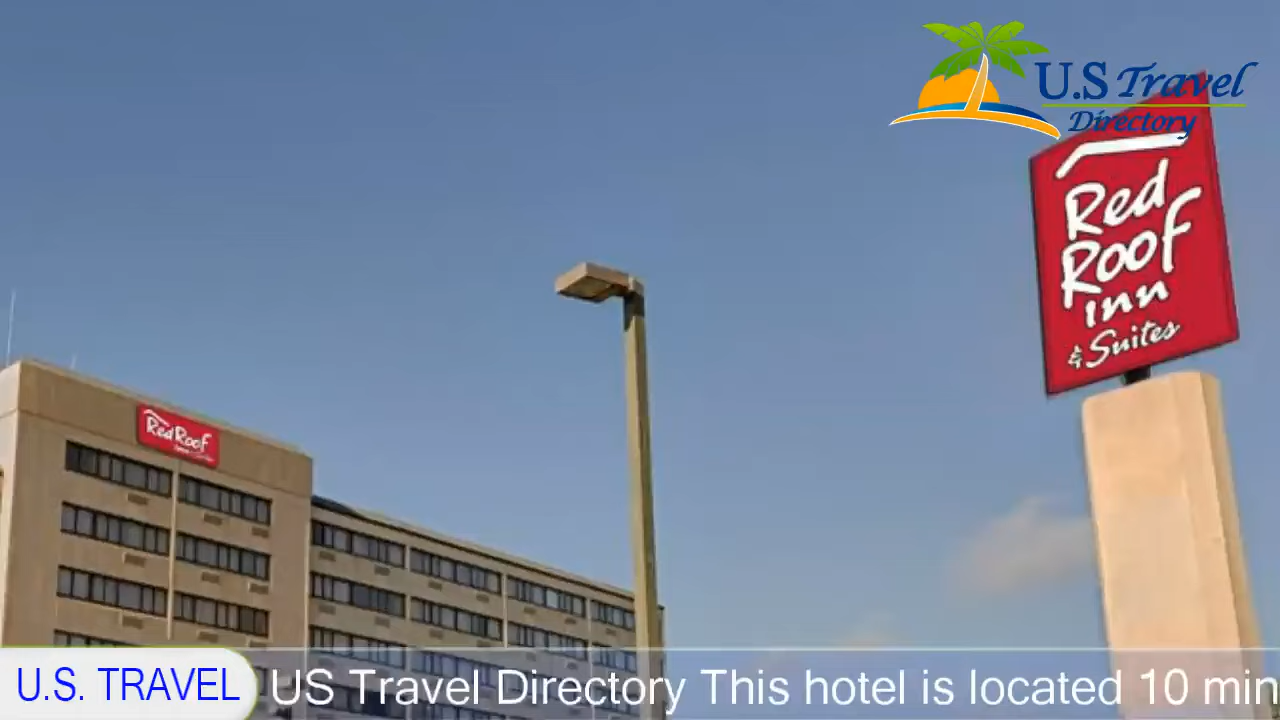 U.S Travel
Directory
Red
Roof
Inn
& Suites
Red Roof
U.S. TRAVEL
US Travel Directory This hotel is located 10 min